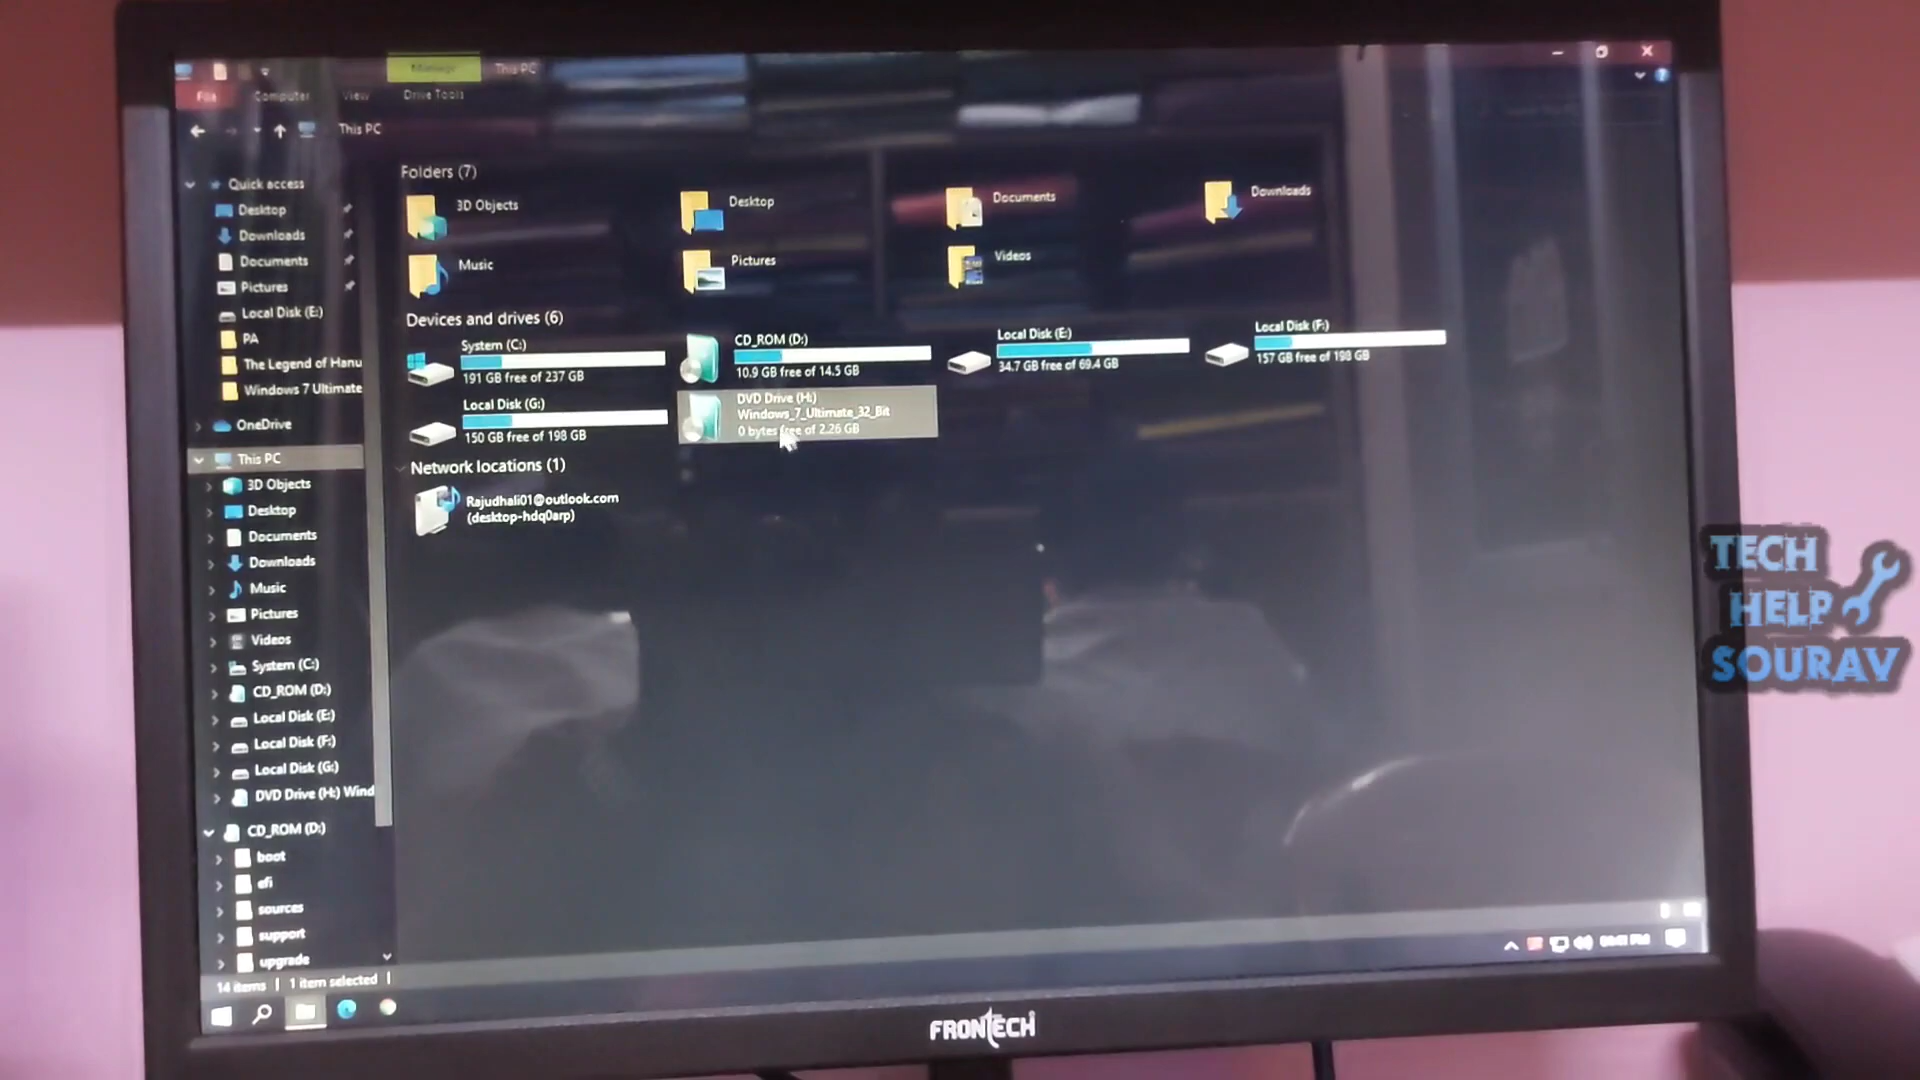 Manage
This PC
File
Computer
View
Drive Tools
This PC
Quick access
Desktop
Downloads
Documents
Pictures
Local Disk (E:)
PA
The Legend of Hanu
Windows 7 Ultimate
OneDrive
This PC
3D Objects
Desktop
Documents
Downloads
Music
Pictures
Videos
System (C:)
CD_ROM (D:)
Local Disk (E:)
Local Disk (F:)
Local Disk (G:)
DVD Drive (H:) Wind
CD_ROM (D:)
boot
efi
sources
support
upgrade
14 items
1 item selected
Folders (7)
3D Objects
Desktop
Documents
Downloads
Music
Pictures
Videos
Devices and drives (6)
System (C:)
191 GB free of 237 GB
CD_ROM (D:)
10.9 GB free of 14.5 GB
Local Disk (E:)
34.7 GB free of 69.4 GB
Local Disk (F:)
157 GB free of 198 GB
Local Disk (G:)
150 GB free of 198 GB
DVD Drive (H:)
Windows_7_Ultimate_32_Bit
0 bytes free of 2.26 GB
Network locations (1)
Rajudhali01@outlook.com
(desktop-hdq0arp)
FRONTECH
TECH
HELP
SOURAV